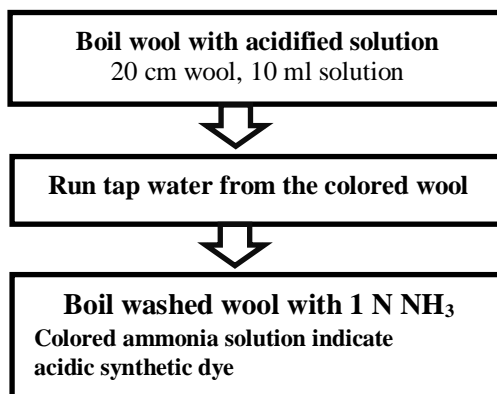 Boil wool with acidified solution
20 cm wool, 10 ml solution
Run tap water from the colored wool
Boil washed wool with 1 N NH₃
Colored ammonia solution indicate
acidic synthetic dye